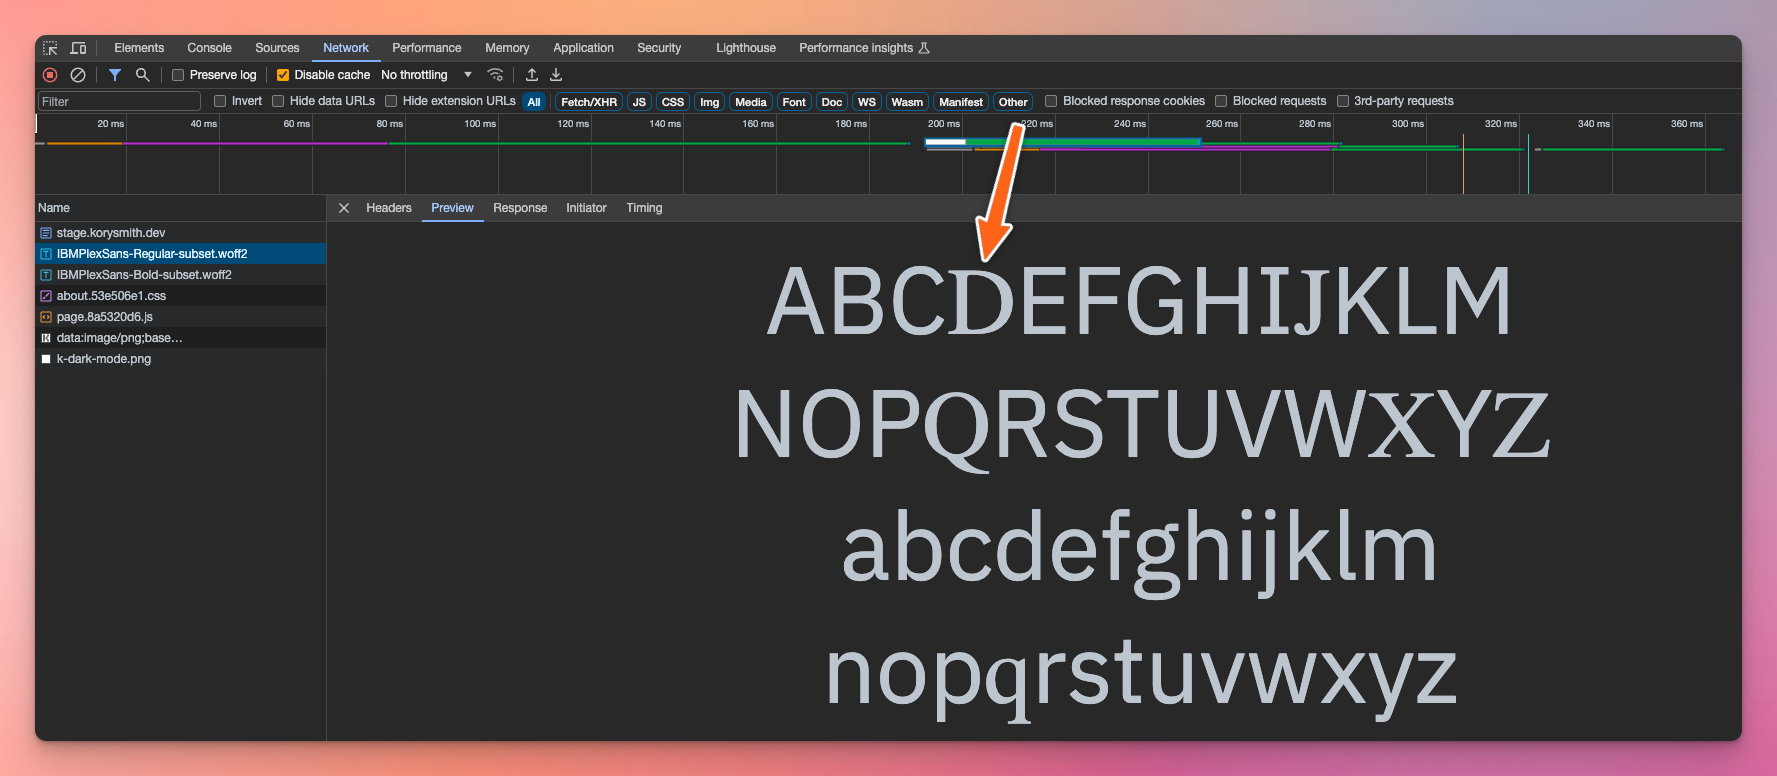 Elements Console Sources Network Performance Memory Application Security Lighthouse Performance insights
Preserve log Disable cache No throttling
Filter Invert Hide data URLs Hide extension URLs All Fetch/XHR JS CSS Img Media Font Doc WS Wasm Manifest Other Blocked response cookies Blocked requests 3rd-party requests
20 ms 40 ms 60 ms 80 ms 100 ms 120 ms 140 ms 160 ms 180 ms 200 ms 220 ms 240 ms 260 ms 280 ms 300 ms 320 ms 340 ms 360 ms
Name
Headers Preview Response Initiator Timing
stage.korysmith.dev
IBMPlexSans-Regular-subset.woff2
IBMPlexSans-Bold-subset.woff2
about.53e506e1.css
page.8a5320d6.js
data:image/png;base…
k-dark-mode.png
ABCDEFGHIJKLM
NOPQRSTUVWXYZ
abcdefghijklm
nopqrstuvwxyz